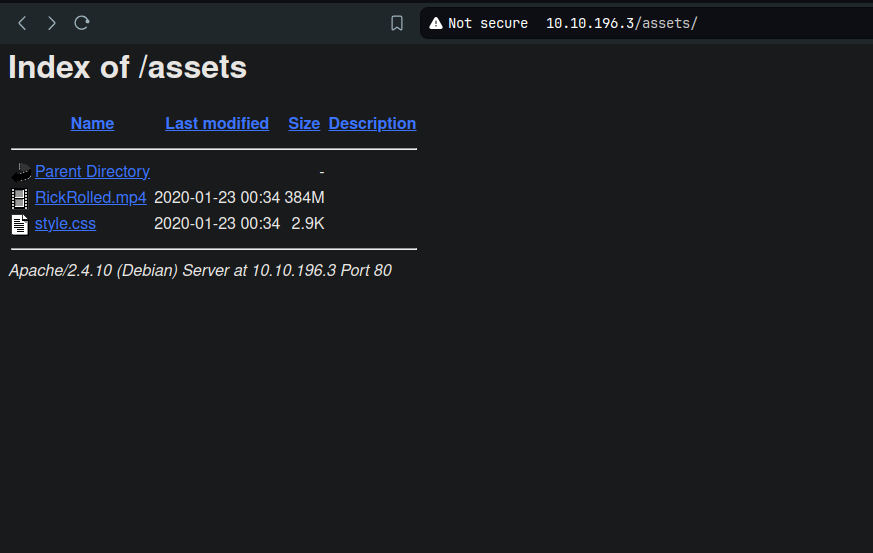 Not secure 10.10.196.3/assets/
Index of /assets
Name Last modified Size Description
Parent Directory -
RickRolled.mp4 2020-01-23 00:34 384M
style.css 2020-01-23 00:34 2.9K
Apache/2.4.10 (Debian) Server at 10.10.196.3 Port 80